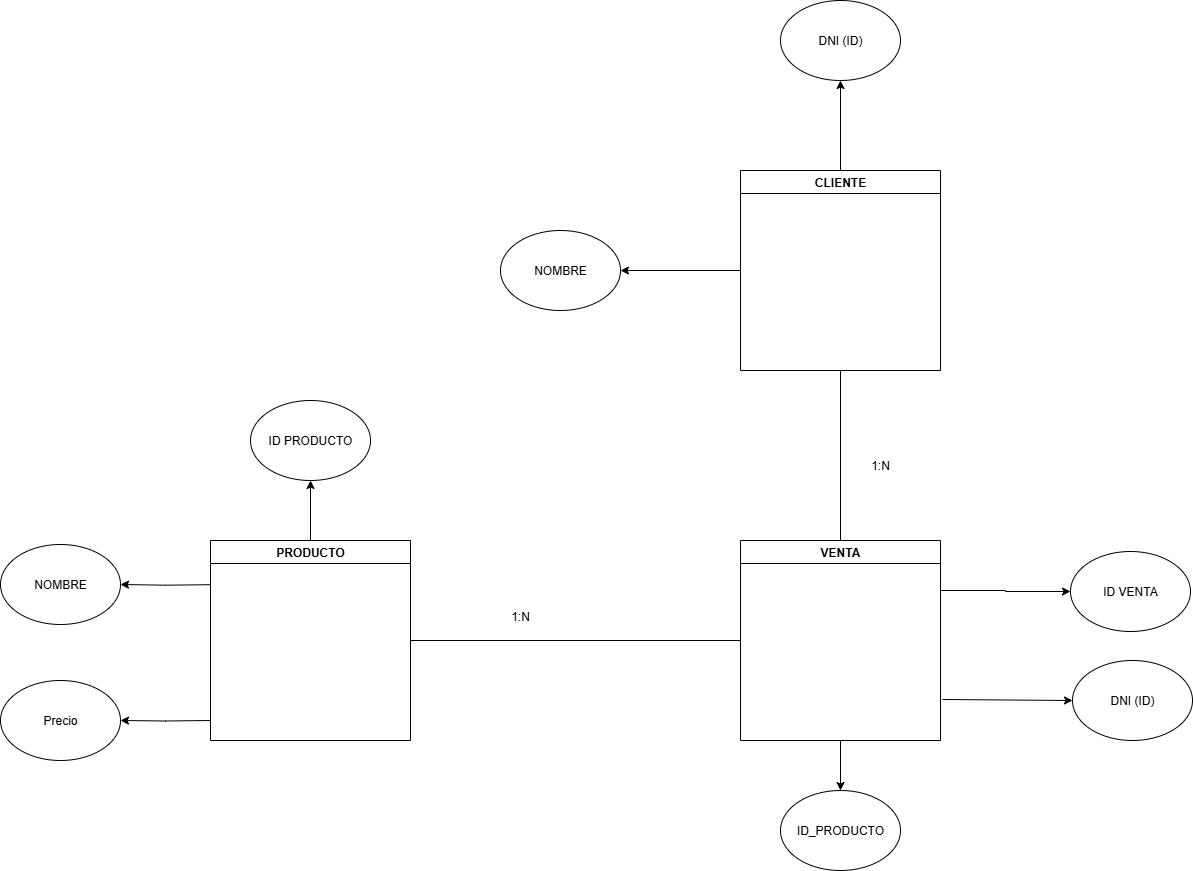 DNI (ID)
CLIENTE
NOMBRE
ID PRODUCTO
1:N
PRODUCTO
VENTA
NOMBRE
ID VENTA
1:N
DNI (ID)
Precio
ID_PRODUCTO